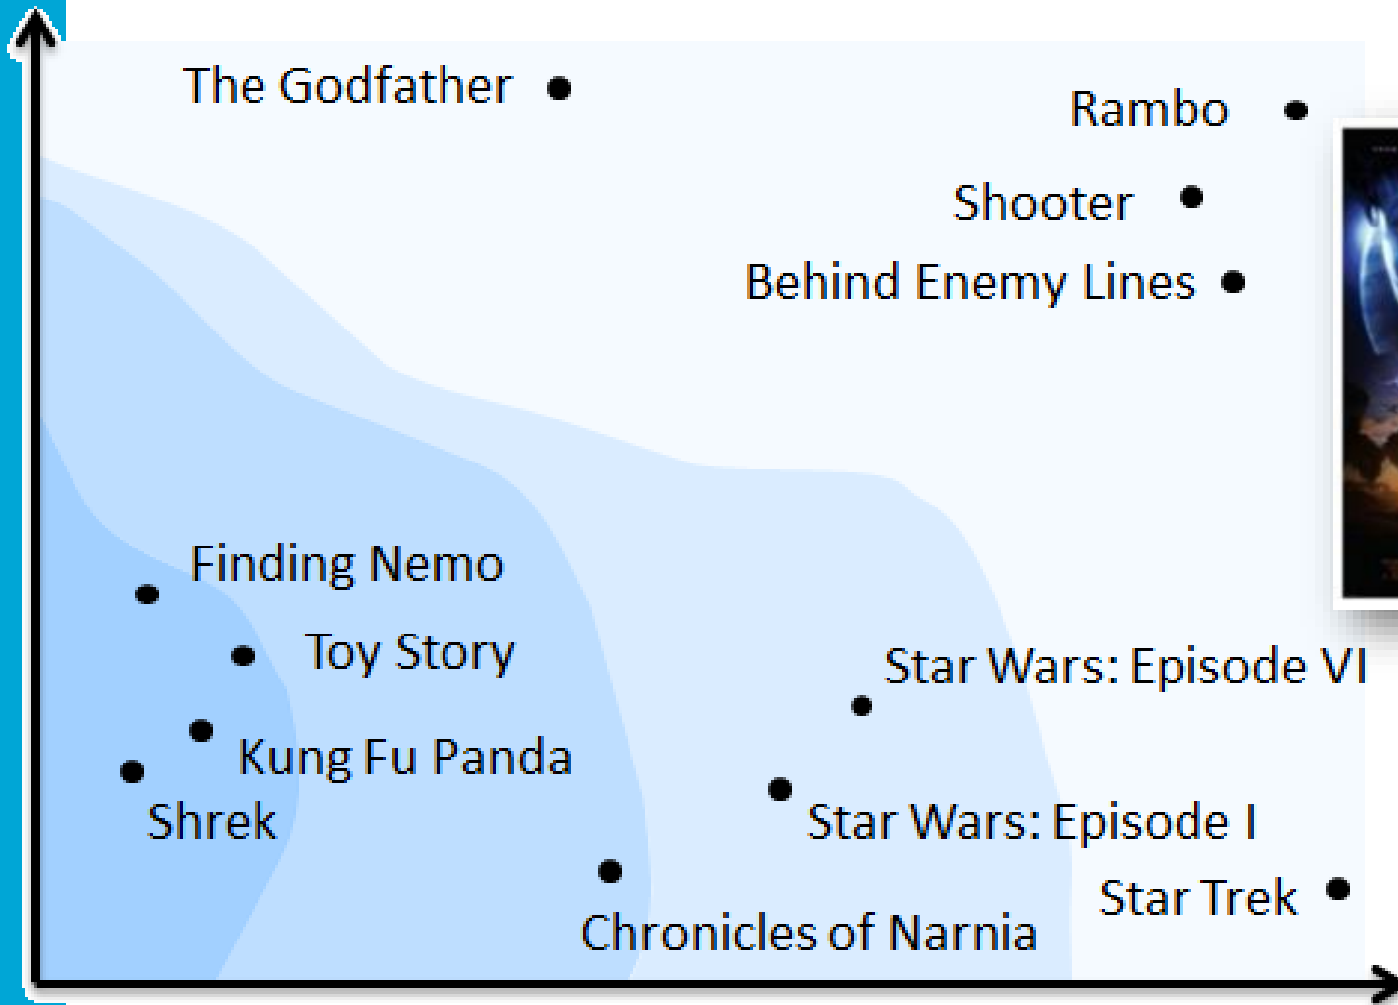 The Godfather
Rambo
Shooter
Behind Enemy Lines
Finding Nemo
Toy Story
Star Wars: Episode VI
Kung Fu Panda
Shrek
Star Wars: Episode I
Star Trek
Chronicles of Narnia